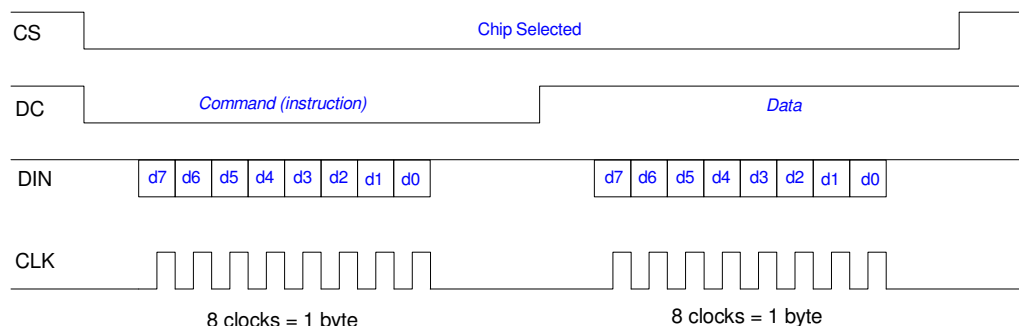 CS Chip Selected
DC Command (instruction) Data
DIN d7 d6 d5 d4 d3 d2 d1 d0 d7 d6 d5 d4 d3 d2 d1 d0
CLK
8 clocks = 1 byte 8 clocks = 1 byte